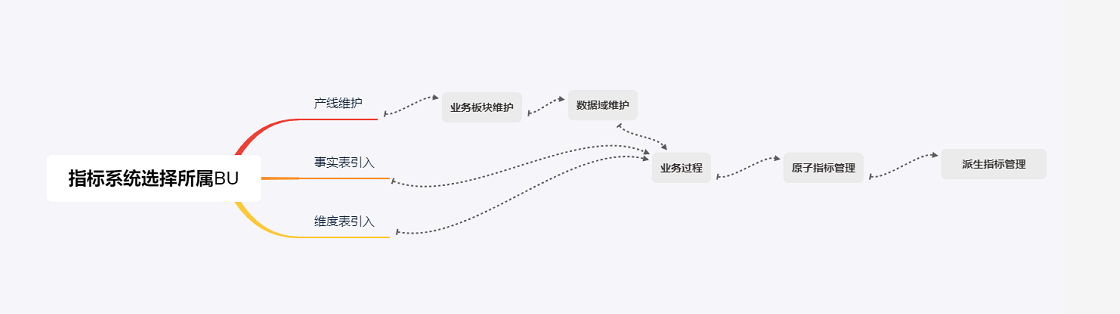 指标系统选择所属BU
产线维护
业务板块维护
数据域维护
事实表引入
业务过程
原子指标管理
派生指标管理
维度表引入